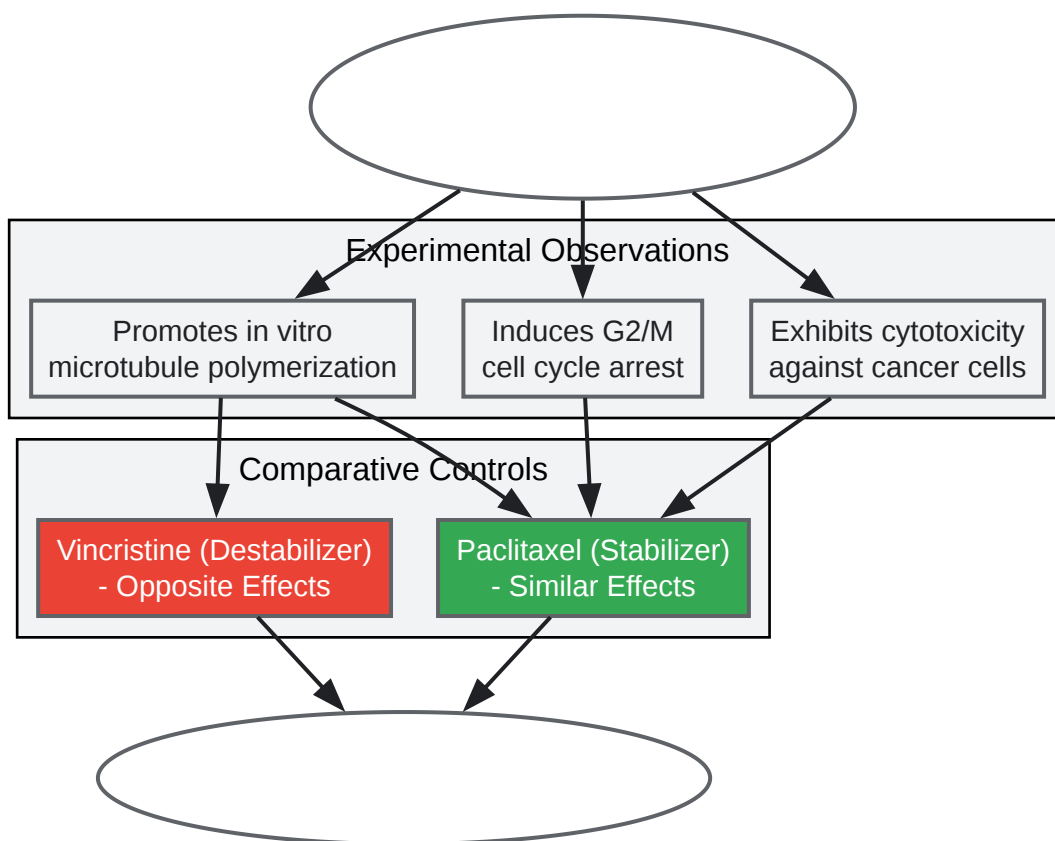 Experimental Observations
Promotes in vitro
microtubule polymerization
Induces G2/M
cell cycle arrest
Exhibits cytotoxicity
against cancer cells
Comparative Controls
Vincristine (Destabilizer)
- Opposite Effects
Paclitaxel (Stabilizer)
- Similar Effects